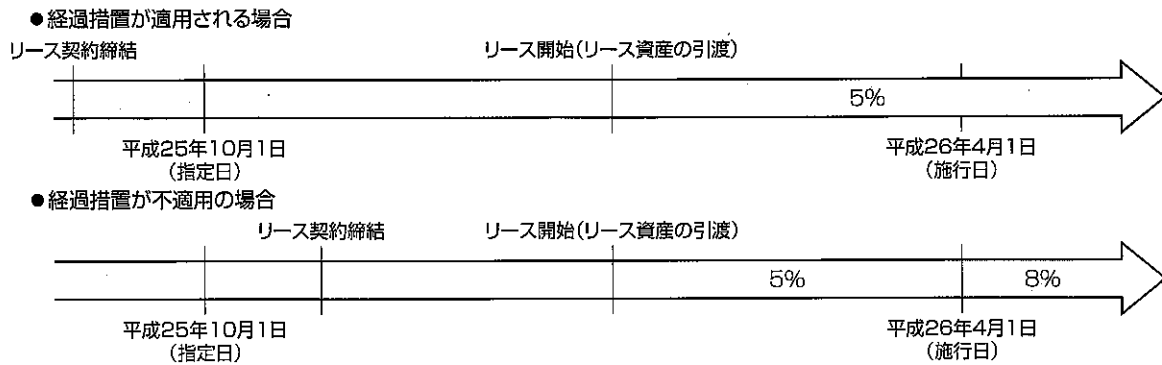 ●経過措置が適用される場合
リース契約締結
リース開始(リース資産の引渡)
5%
平成25年10月1日
(指定日)
平成26年4月1日
(施行日)
●経過措置が不適用の場合
リース契約締結
リース開始(リース資産の引渡)
5%
8%
平成25年10月1日
(指定日)
平成26年4月1日
(施行日)